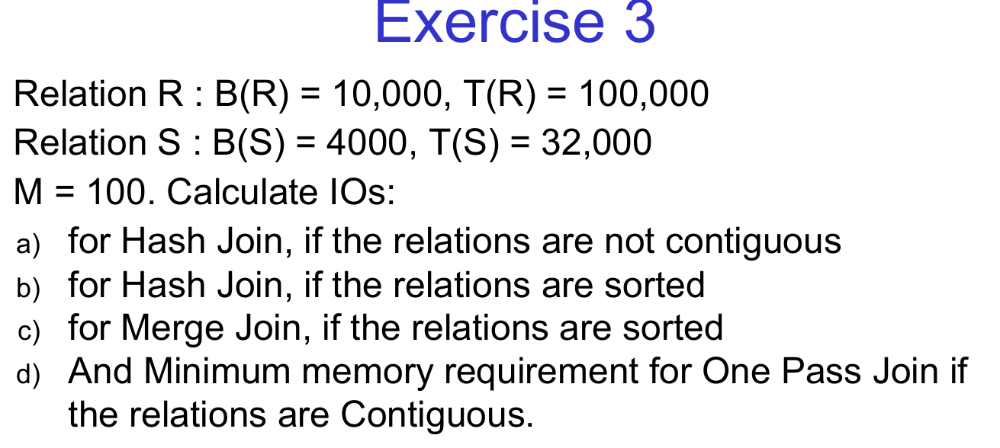 Exercise 3
Relation R : B(R) = 10,000, T(R) = 100,000
Relation S : B(S) = 4000, T(S) = 32,000
M = 100. Calculate IOs:
a) for Hash Join, if the relations are not contiguous
b) for Hash Join, if the relations are sorted
c) for Merge Join, if the relations are sorted
d) And Minimum memory requirement for One Pass Join if
the relations are Contiguous.